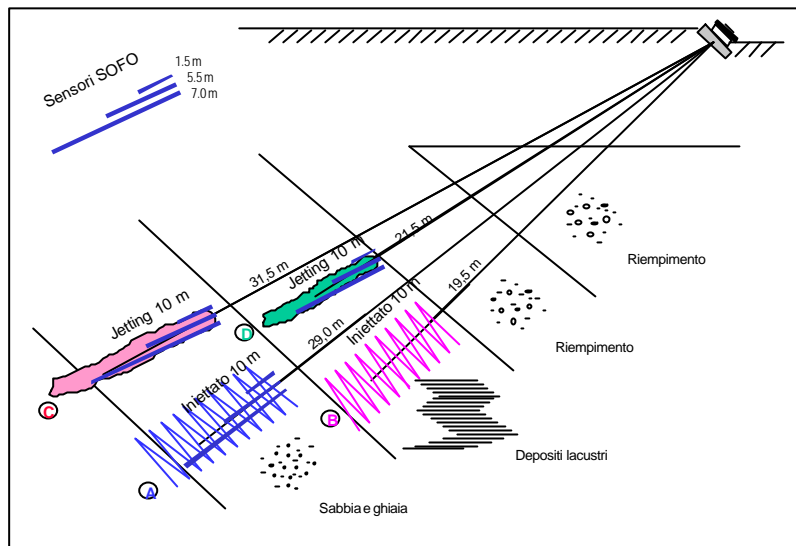 Sensori SOFO
1.5 m
5.5 m
7.0 m
Riempimento
21,5 m
31,5 m
Jetting 10 m
19,5 m
Riempimento
Jetting 10 m
D
29,0 m
Iniettato 10 m
C
Iniettato 10 m
B
Depositi lacustri
A
Sabbia e ghiaia